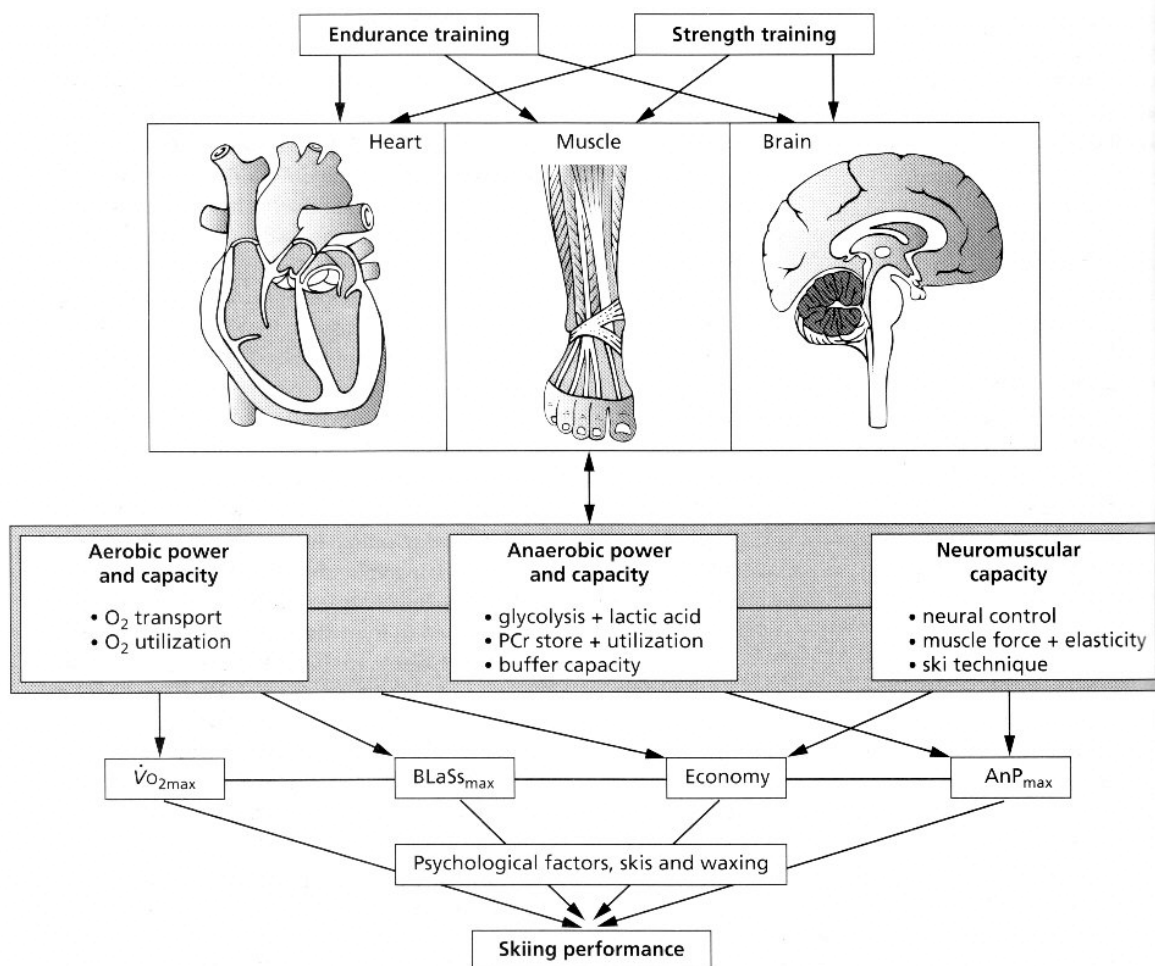 Endurance training
Strength training
Heart
Muscle
Brain
Aerobic power
and capacity
• O₂ transport
• O₂ utilization
Anaerobic power
and capacity
• glycolysis + lactic acid
• PCr store + utilization
• buffer capacity
Neuromuscular
capacity
• neural control
• muscle force + elasticity
• ski technique
V̇O₂max
BLaSsmax
Economy
AnPmax
Psychological factors, skis and waxing
Skiing performance